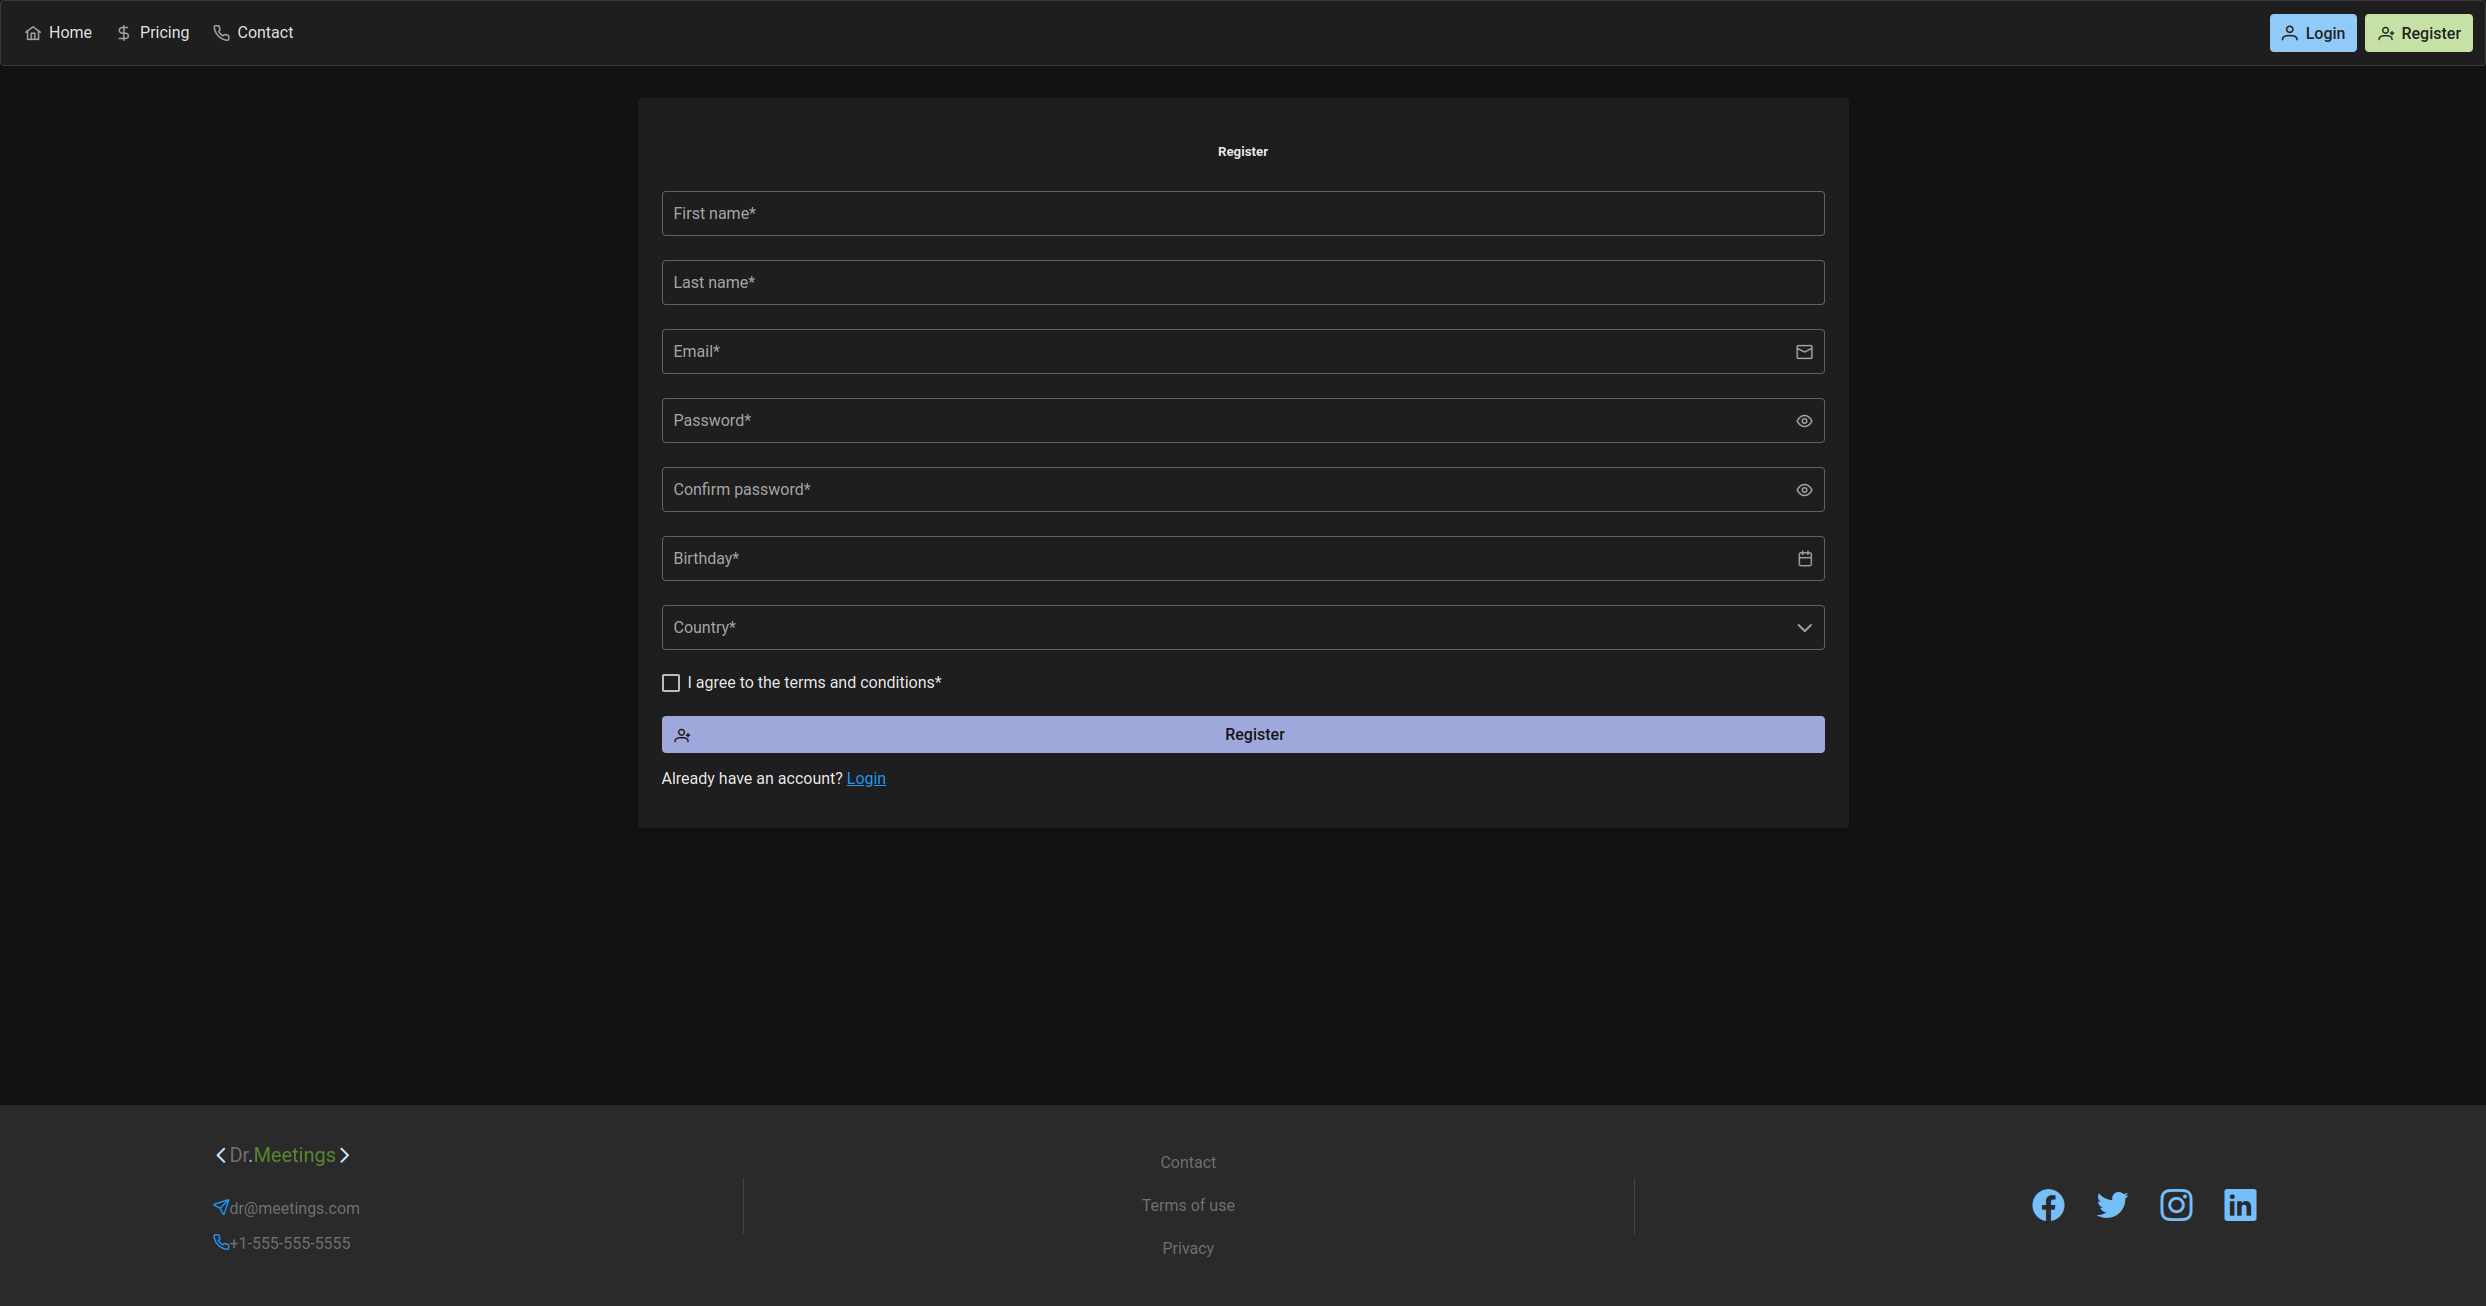 Home Pricing Contact Login Register
Register
First name*
Last name*
Email*
Password*
Confirm password*
Birthday*
Country*
I agree to the terms and conditions*
Register
Already have an account? Login
Dr.Meetings
dr@meetings.com
+1-555-555-5555
Contact
Terms of use
Privacy